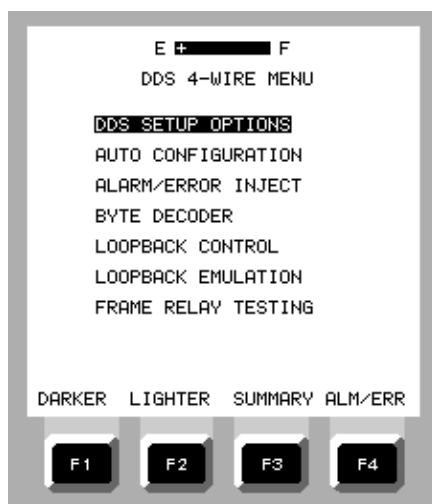 E + F
DDS 4-WIRE MENU
DDS SETUP OPTIONS
AUTO CONFIGURATION
ALARM/ERROR INJECT
BYTE DECODER
LOOPBACK CONTROL
LOOPBACK EMULATION
FRAME RELAY TESTING
DARKER LIGHTER SUMMARY ALM/ERR
F1 F2 F3 F4